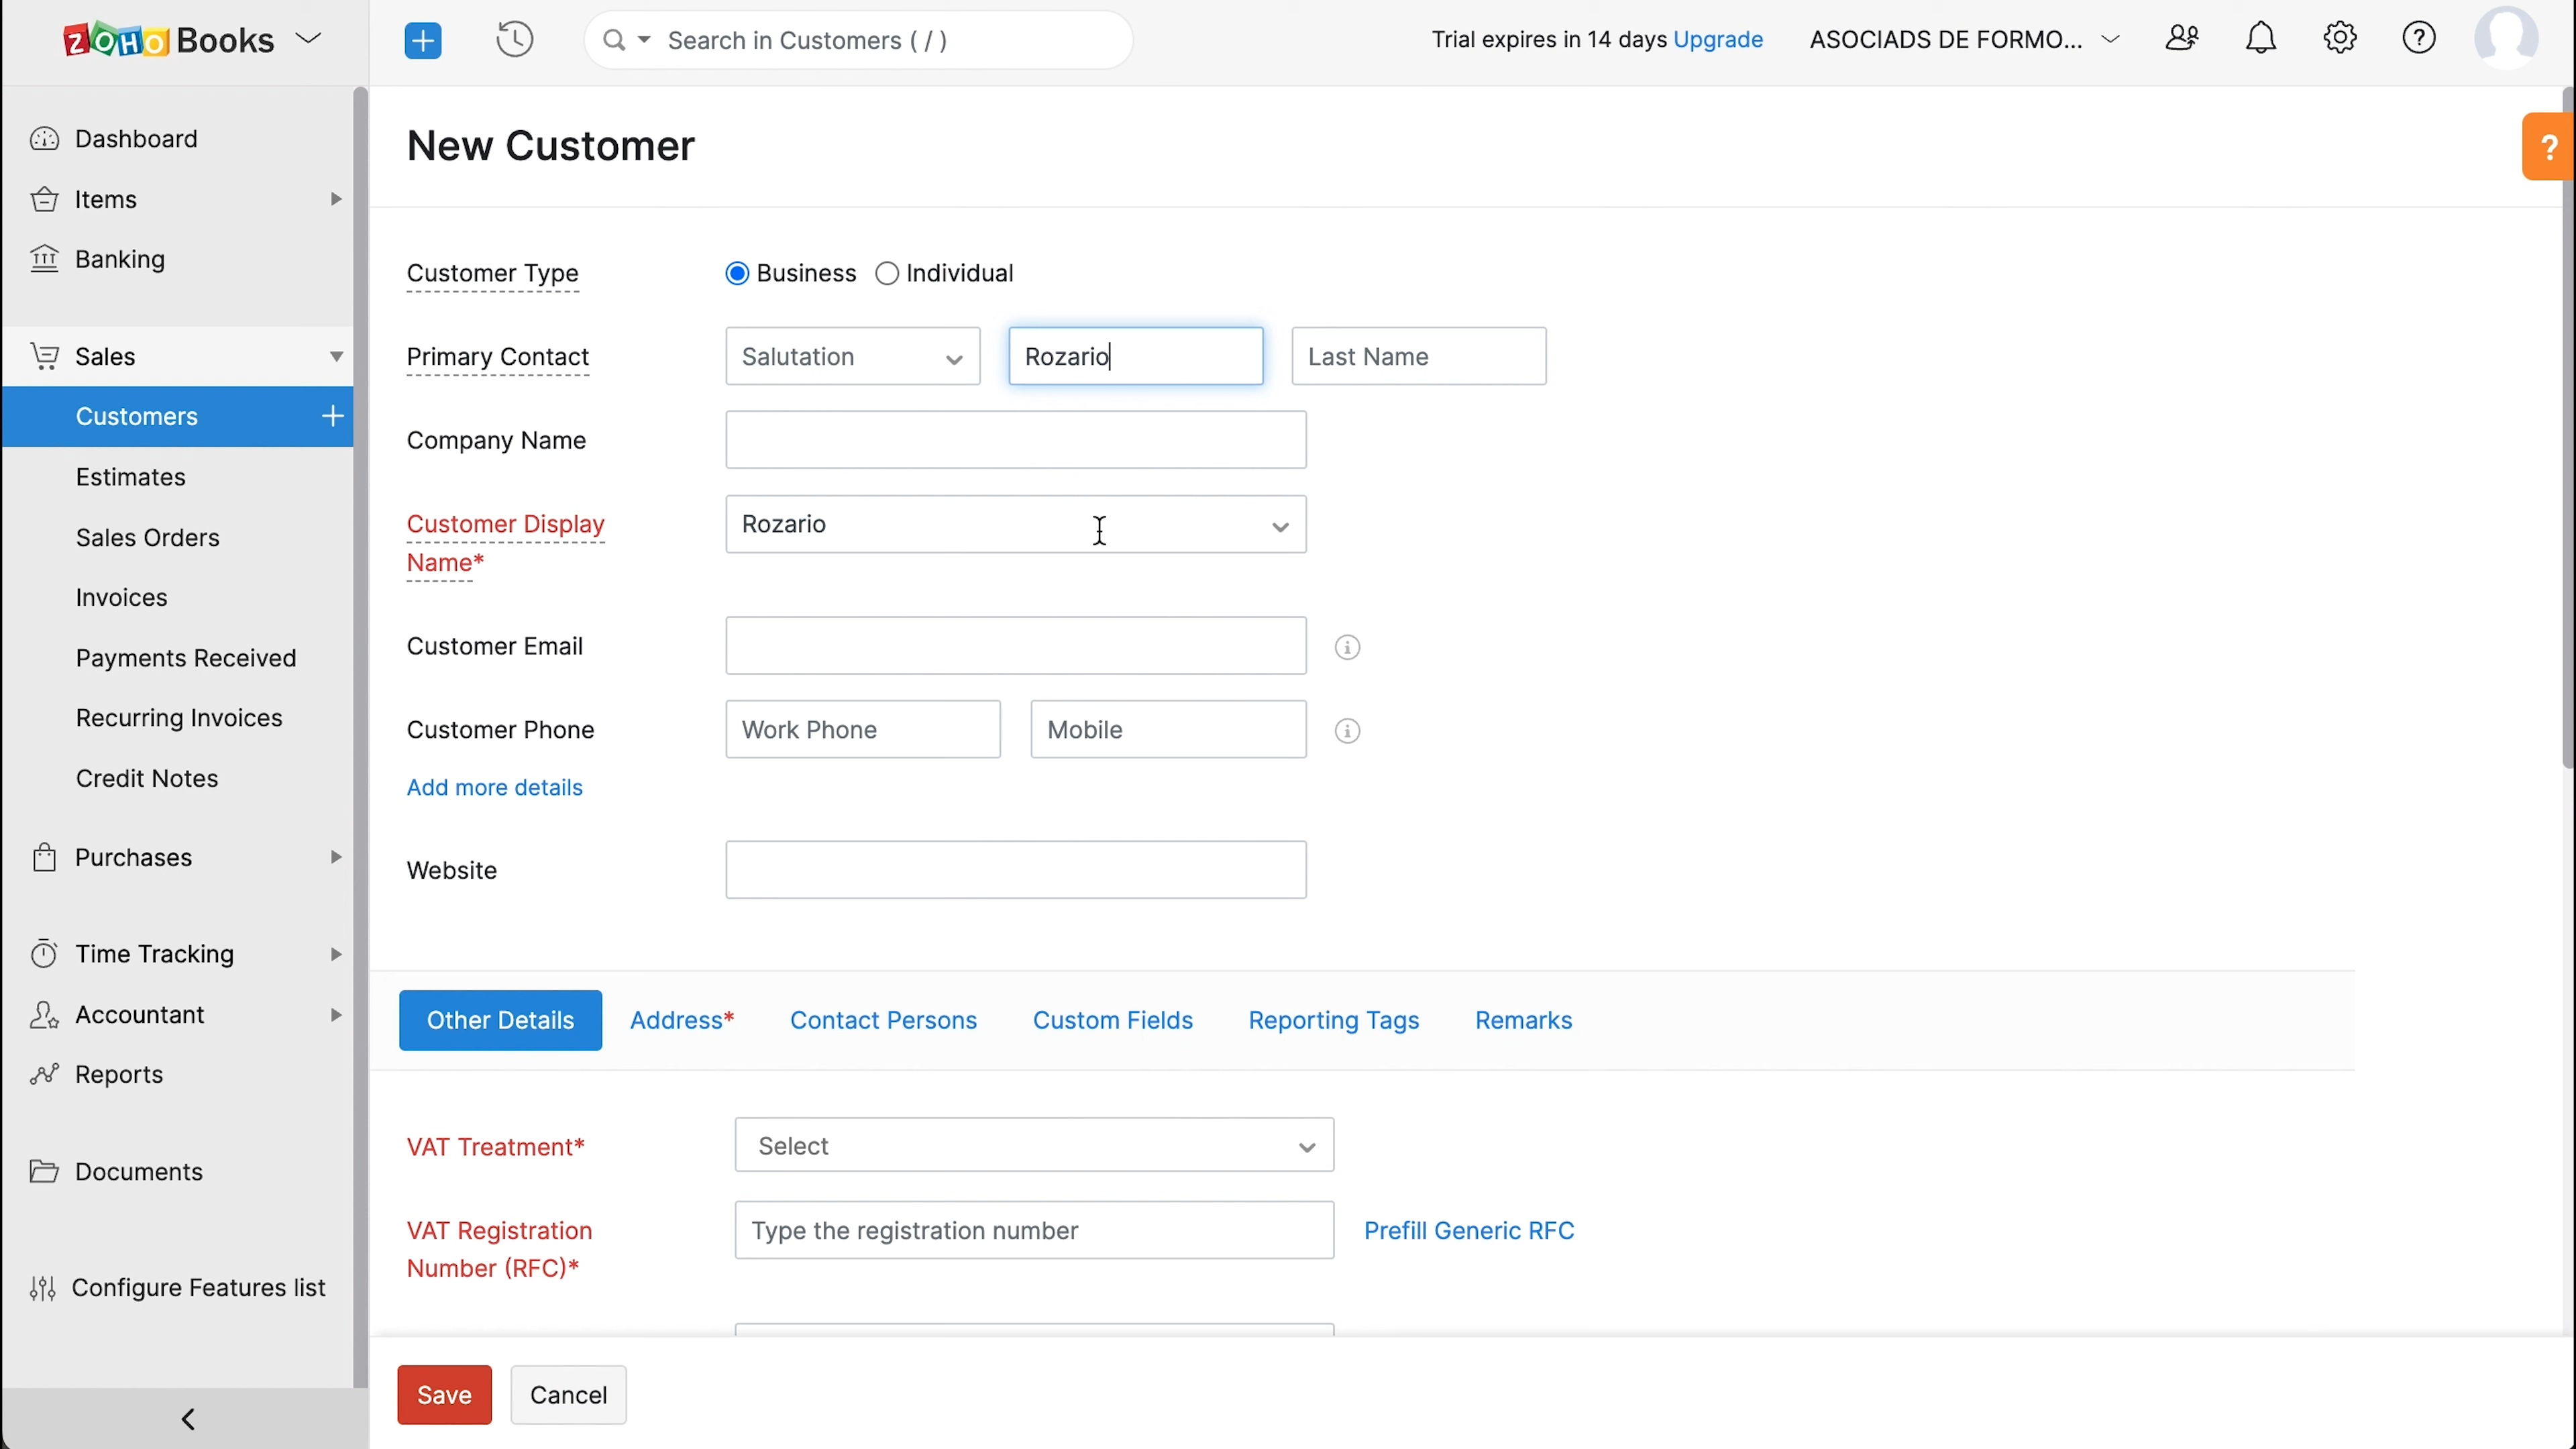 ZOHO Books
Search in Customers ( / )
Trial expires in 14 days Upgrade
ASOCIADS DE FORMO...
Dashboard
Items
Banking
Sales
Customers
Estimates
Sales Orders
Invoices
Payments Received
Recurring Invoices
Credit Notes
Purchases
Time Tracking
Accountant
Reports
Documents
Configure Features list
New Customer
?
Customer Type
Business Individual
Primary Contact
Salutation Rozario Last Name
Company Name
Customer Display
Name*
Rozario
Customer Email
Customer Phone
Work Phone Mobile
Add more details
Website
Other Details Address* Contact Persons Custom Fields Reporting Tags Remarks
VAT Treatment*
Select
VAT Registration
Number (RFC)*
Type the registration number
Prefill Generic RFC
Save Cancel